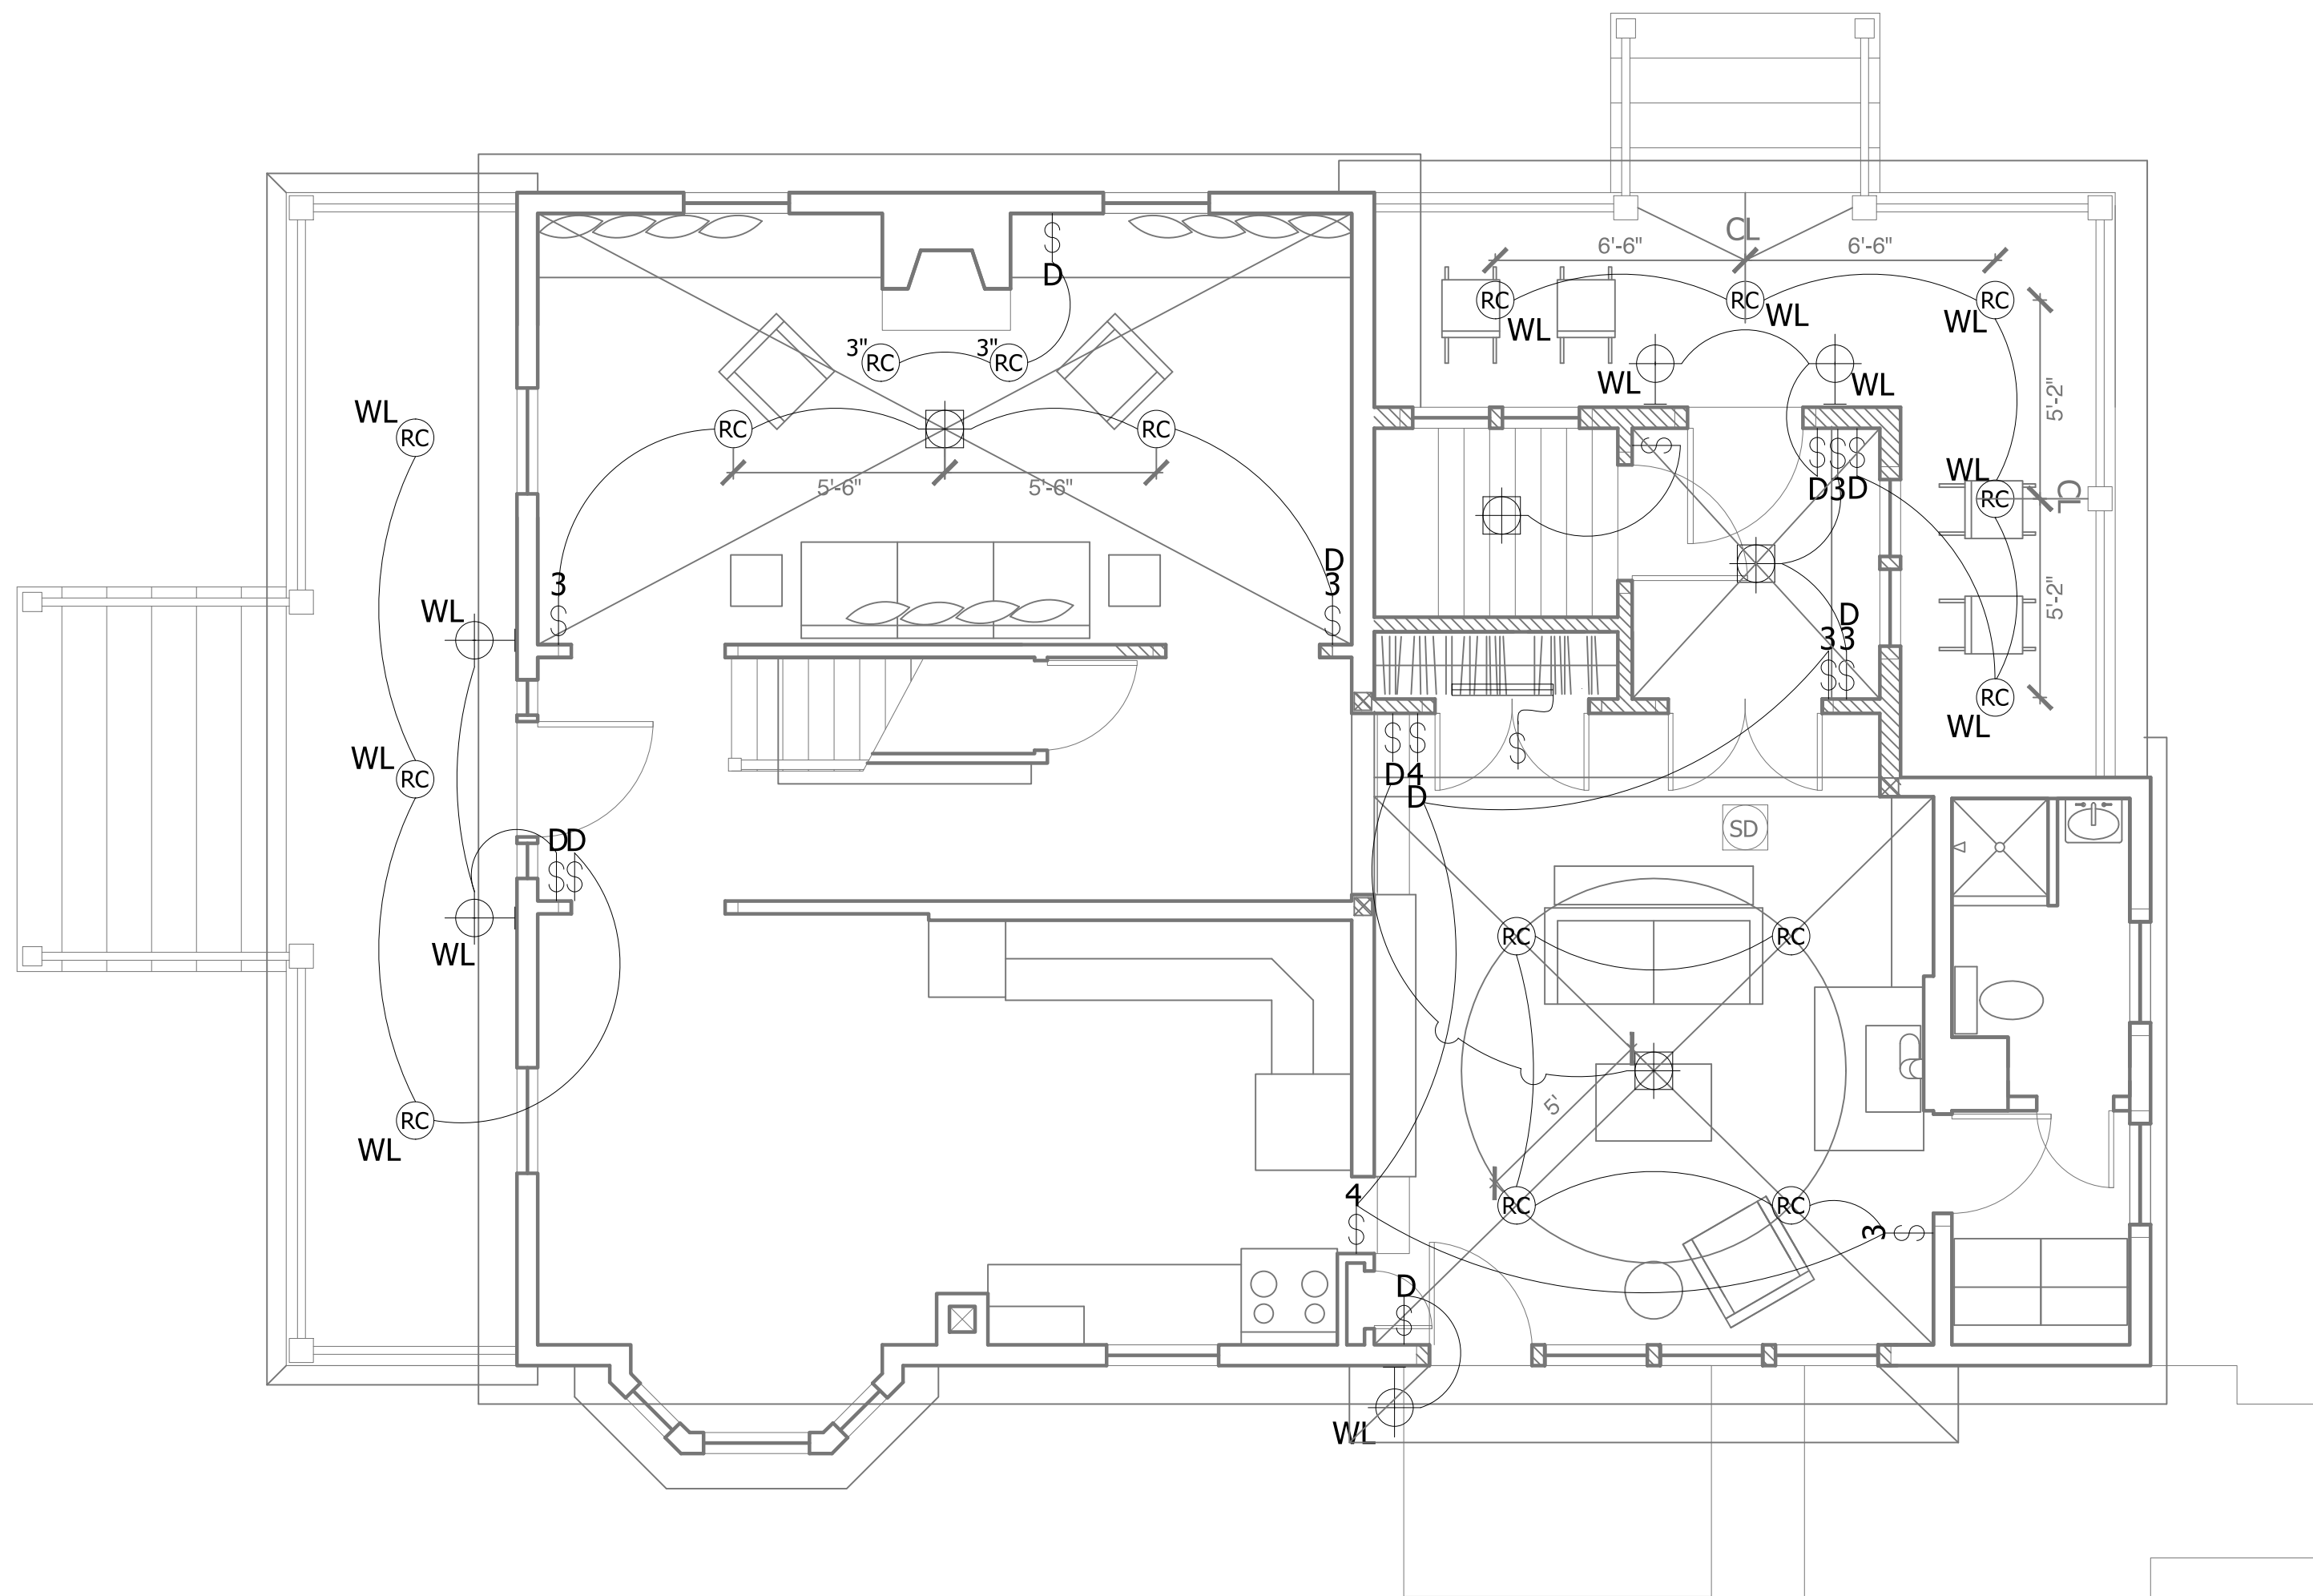 CL
6'-6" 6'-6"
D
RC RC RC
WL WL WL
3" RC 3" RC
WL WL
5'-2"
WL RC
RC RC
5'-6" 5'-6"
WL
D3D
RC CL
D
3 3
WL
5'-2"
D
33
RC
WL
WL RC
D4
D
SD
DD
RC RC
WL
5'
RC
WL
4
RC RC
3
D
WL
$ $ $ $ $ $
$ $ $ $ $
$ $ $
$ $ $ $